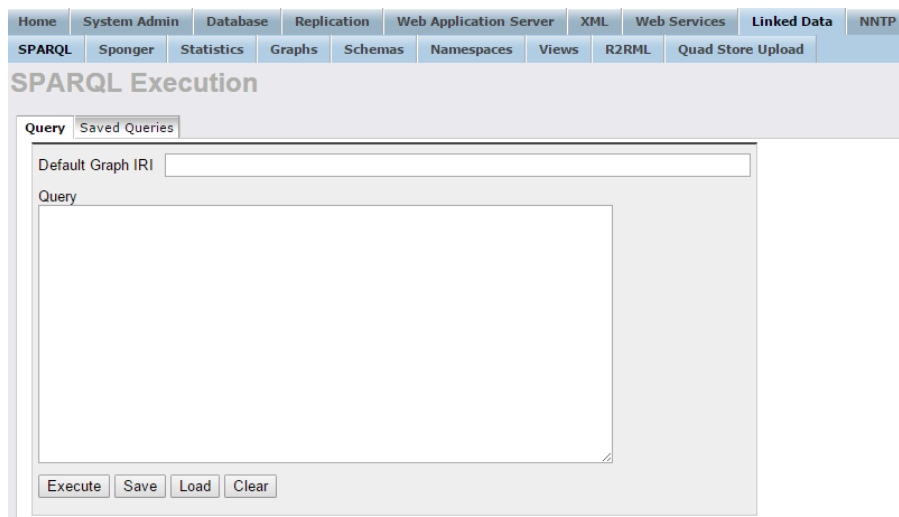 Home System Admin Database Replication Web Application Server XML Web Services Linked Data NNTP
SPARQL Sponger Statistics Graphs Schemas Namespaces Views R2RML Quad Store Upload
SPARQL Execution
Query Saved Queries
Default Graph IRI
Query
Execute Save Load Clear